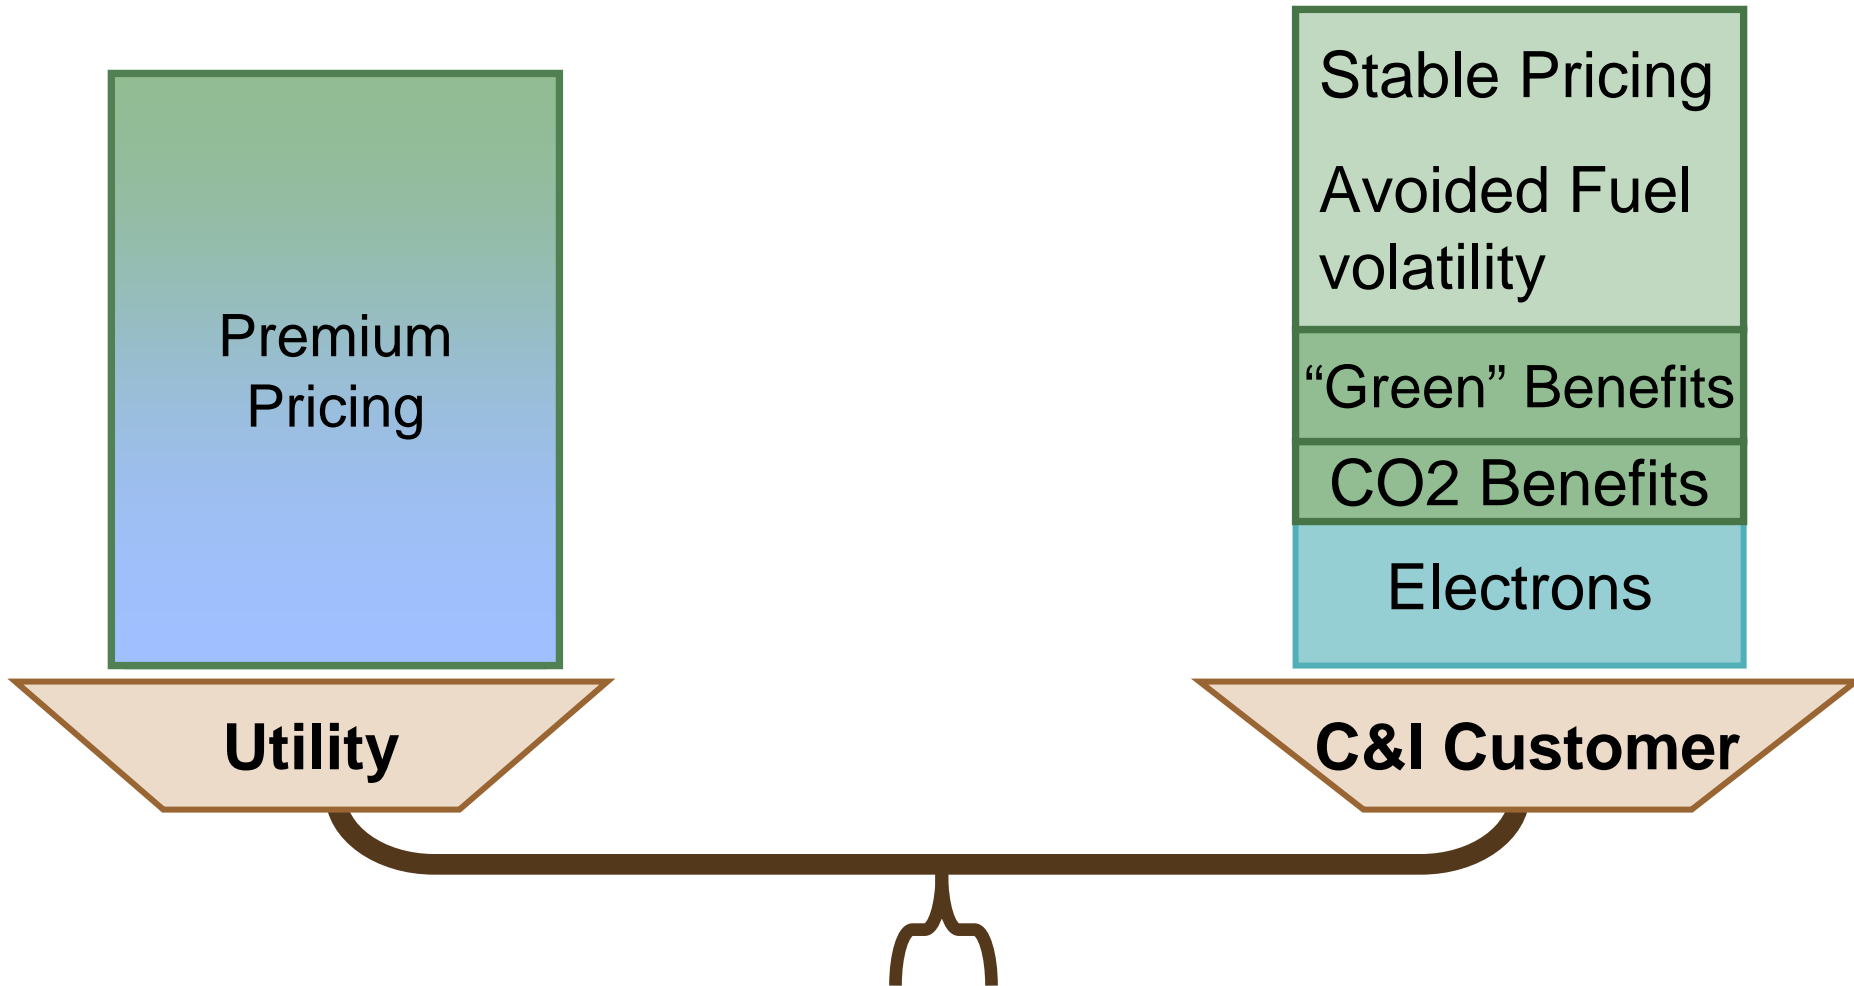 Premium
Pricing
Utility
Stable Pricing
Avoided Fuel
volatility
“Green” Benefits
CO2 Benefits
Electrons
C&I Customer